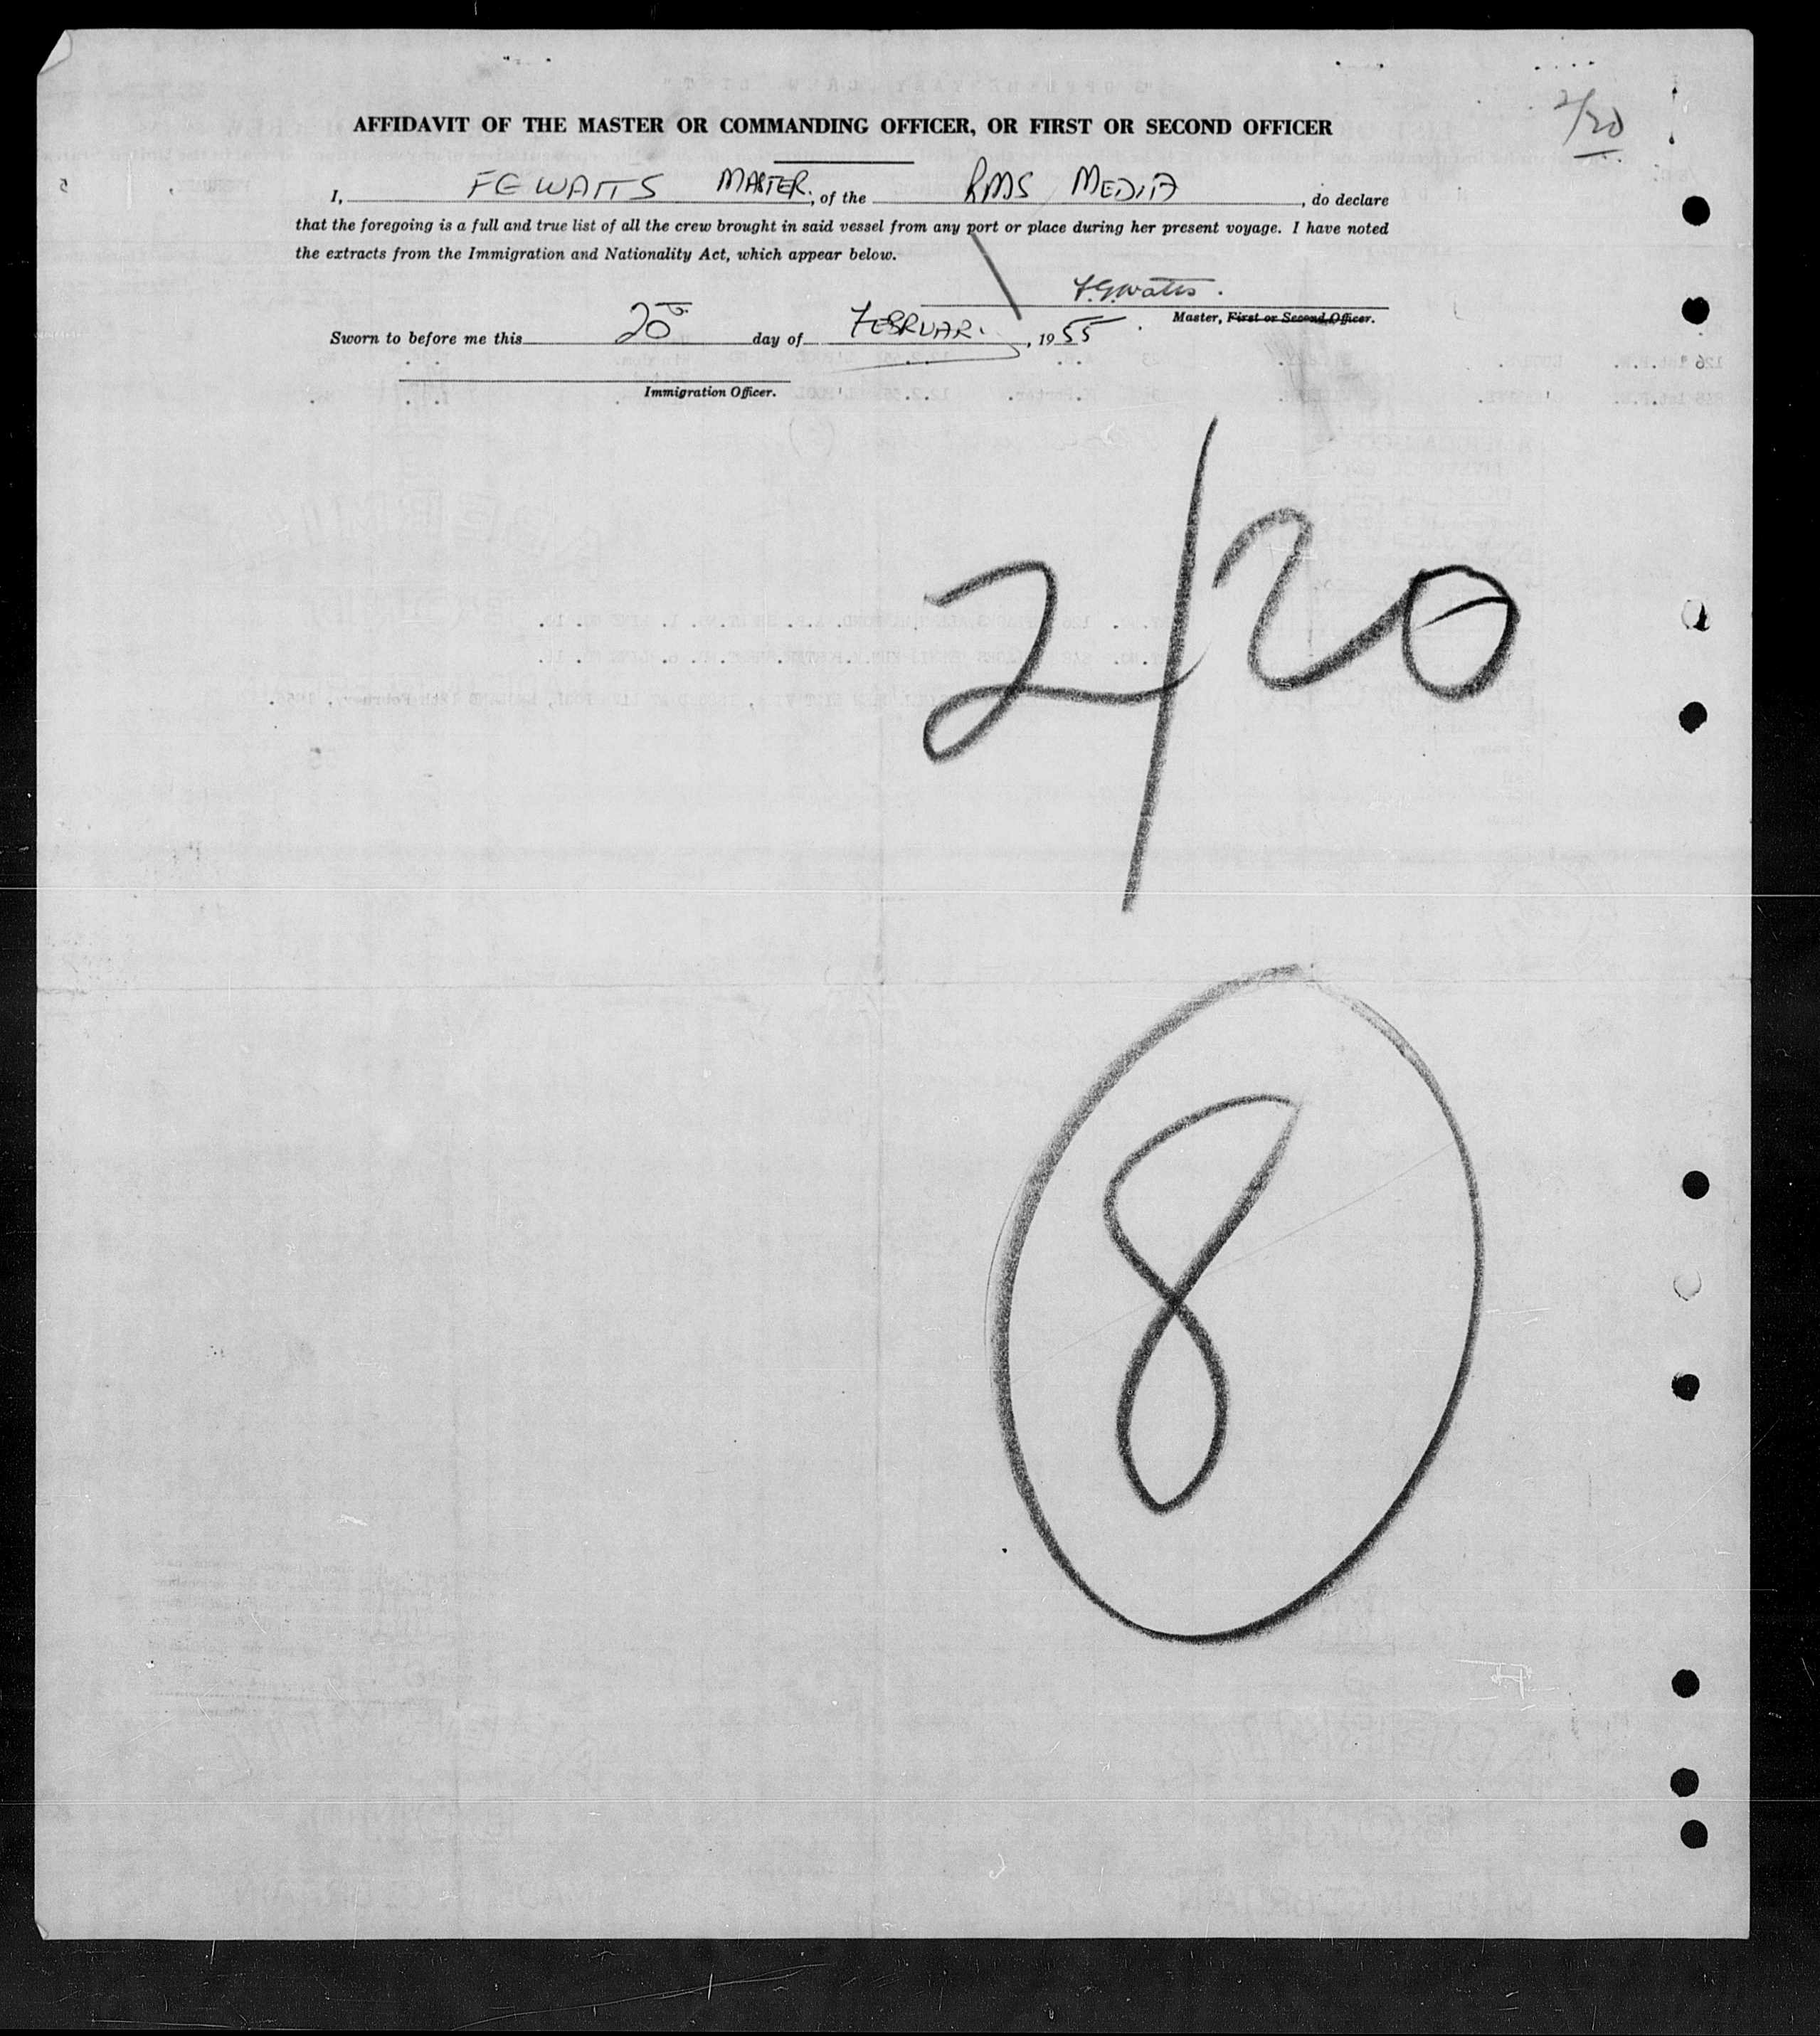 2/20
AFFIDAVIT OF THE MASTER OR COMMANDING OFFICER, OR FIRST OR SECOND OFFICER
I, FGWATTS MASTER, of the RMS MEDIA, do declare
that the foregoing is a full and true list of all the crew brought in said vessel from any port or place during her present voyage. I have noted
the extracts from the Immigration and Nationality Act, which appear below.
F.G.Watts.
Master, First or Second Officer.
Sworn to before me this 20th day of FEBRUAR. , 1955.
Immigration Officer.
2/20
8